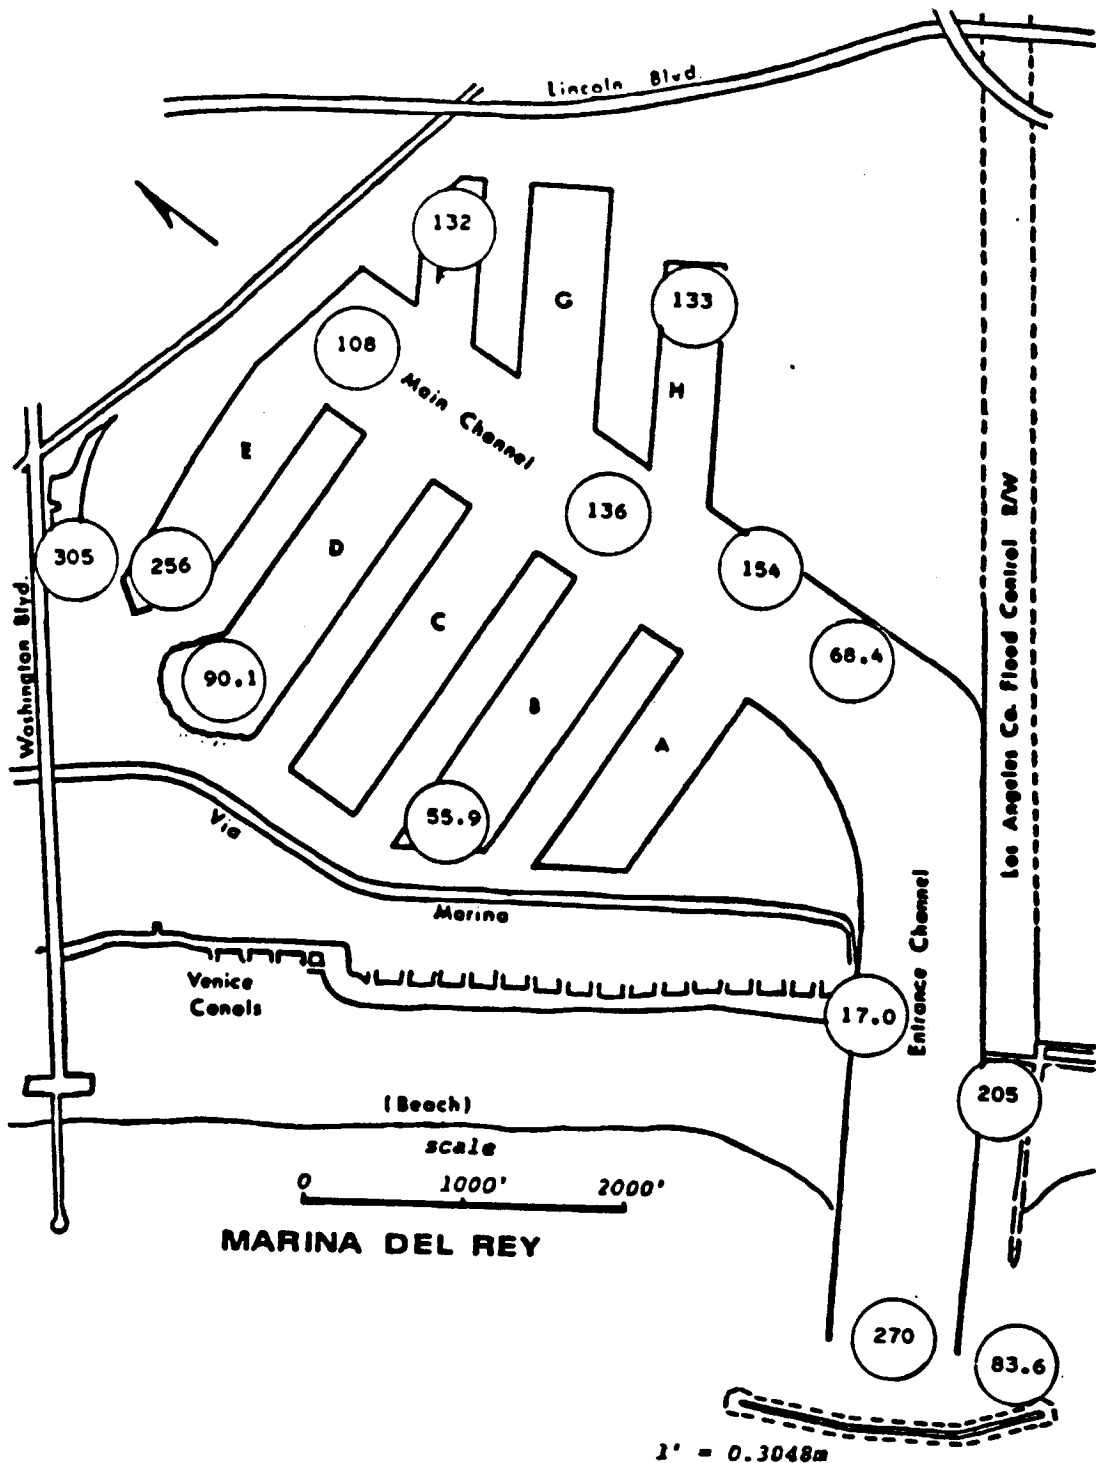 Lincoln Blvd.
132
G
133
108
Main Channel
H
E
136
Los Angeles Co. Flood Control R/W
305
256
D
154
Washington Blvd.
C
68.4
90.1
B
A
55.9
Via
Marina
Entrance Channel
Venice
Canals
17.0
205
(Beach)
scale
0 1000' 2000'
MARINA DEL REY
270
83.6
1' = 0.3048m